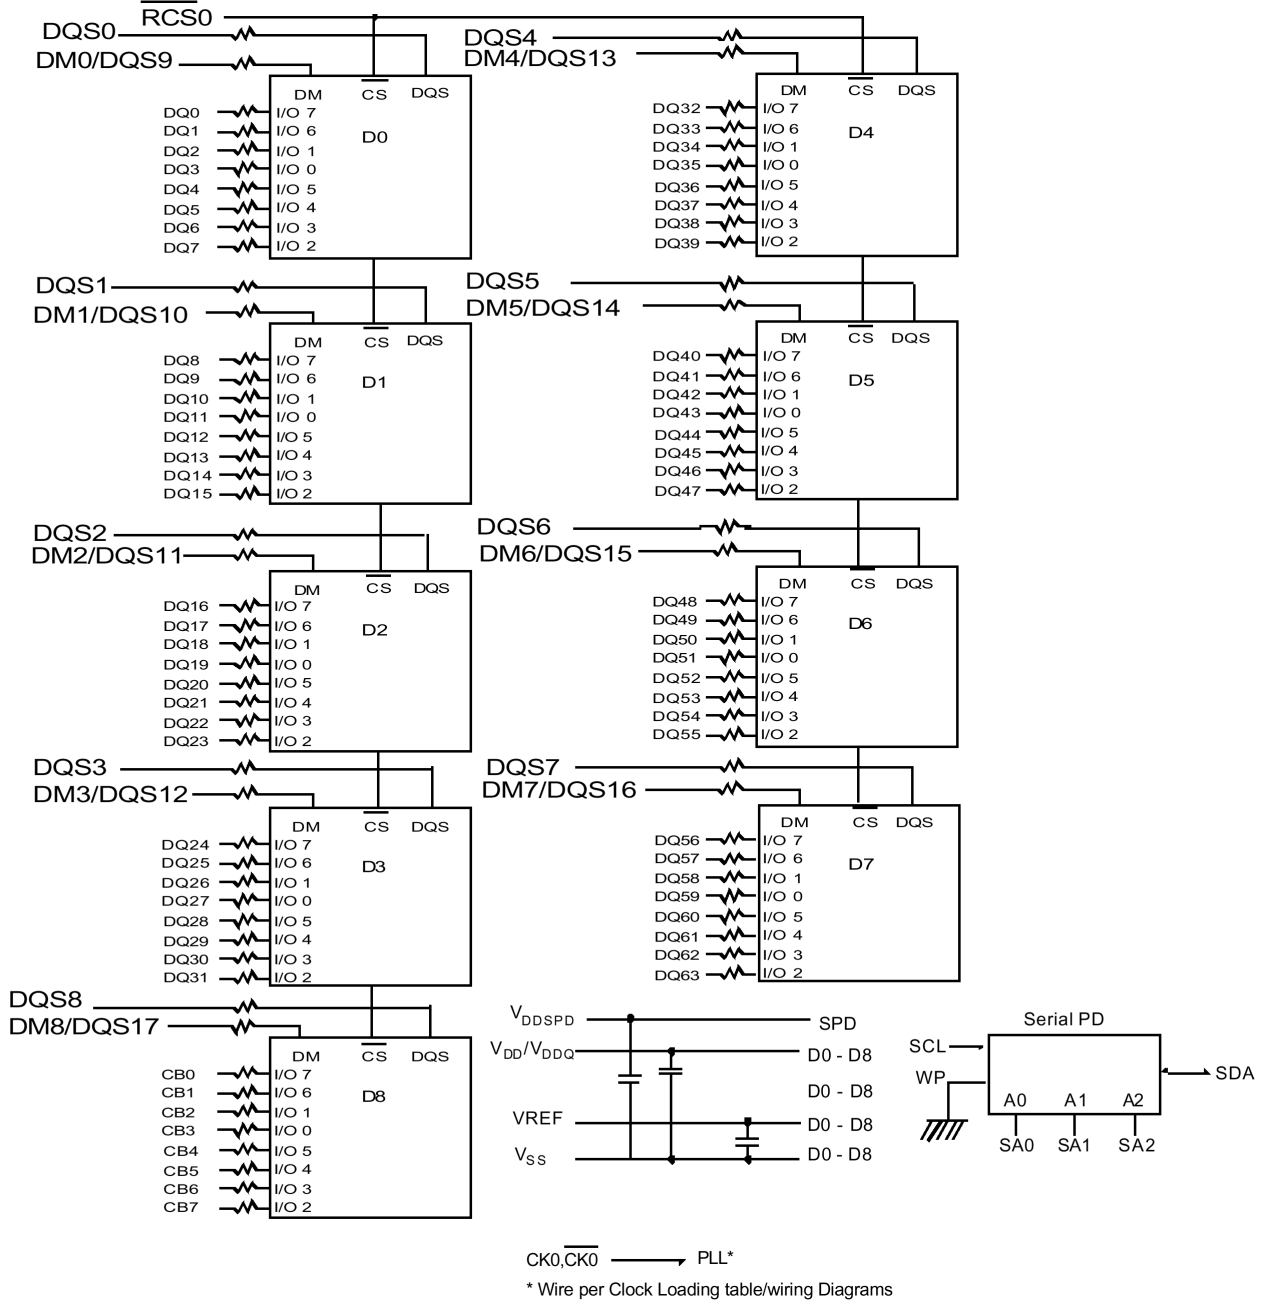 RCS0
DQS0
DM0/DQS9
DM CS DQS
D0
DQ0 I/O 7
DQ1 I/O 6
DQ2 I/O 1
DQ3 I/O 0
DQ4 I/O 5
DQ5 I/O 4
DQ6 I/O 3
DQ7 I/O 2
DQS1
DM1/DQS10
DM CS DQS
D1
DQ8 I/O 7
DQ9 I/O 6
DQ10 I/O 1
DQ11 I/O 0
DQ12 I/O 5
DQ13 I/O 4
DQ14 I/O 3
DQ15 I/O 2
DQS2
DM2/DQS11
DM CS DQS
D2
DQ16 I/O 7
DQ17 I/O 6
DQ18 I/O 1
DQ19 I/O 0
DQ20 I/O 5
DQ21 I/O 4
DQ22 I/O 3
DQ23 I/O 2
DQS3
DM3/DQS12
DM CS DQS
D3
DQ24 I/O 7
DQ25 I/O 6
DQ26 I/O 1
DQ27 I/O 0
DQ28 I/O 5
DQ29 I/O 4
DQ30 I/O 3
DQ31 I/O 2
DQS8
DM8/DQS17
DM CS DQS
D8
CB0 I/O 7
CB1 I/O 6
CB2 I/O 1
CB3 I/O 0
CB4 I/O 5
CB5 I/O 4
CB6 I/O 3
CB7 I/O 2
DQS4
DM4/DQS13
DM CS DQS
D4
DQ32 I/O 7
DQ33 I/O 6
DQ34 I/O 1
DQ35 I/O 0
DQ36 I/O 5
DQ37 I/O 4
DQ38 I/O 3
DQ39 I/O 2
DQS5
DM5/DQS14
DM CS DQS
D5
DQ40 I/O 7
DQ41 I/O 6
DQ42 I/O 1
DQ43 I/O 0
DQ44 I/O 5
DQ45 I/O 4
DQ46 I/O 3
DQ47 I/O 2
DQS6
DM6/DQS15
DM CS DQS
D6
DQ48 I/O 7
DQ49 I/O 6
DQ50 I/O 1
DQ51 I/O 0
DQ52 I/O 5
DQ53 I/O 4
DQ54 I/O 3
DQ55 I/O 2
DQS7
DM7/DQS16
DM CS DQS
D7
DQ56 I/O 7
DQ57 I/O 6
DQ58 I/O 1
DQ59 I/O 0
DQ60 I/O 5
DQ61 I/O 4
DQ62 I/O 3
DQ63 I/O 2
VDDSPD SPD
VDD/VDDQ D0 - D8
D0 - D8
VREF D0 - D8
VSS D0 - D8
Serial PD
SCL
WP
SDA
A0 A1 A2
SA0 SA1 SA2
CK0,CK0 PLL*
* Wire per Clock Loading table/wiring Diagrams